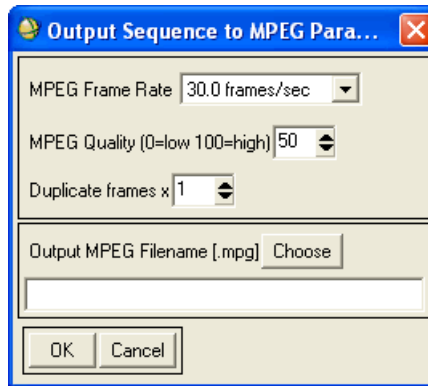 Output Sequence to MPEG Para...
MPEG Frame Rate 30.0 frames/sec
MPEG Quality (0=low 100=high) 50
Duplicate frames x 1
Output MPEG Filename [.mpg] Choose
OK Cancel